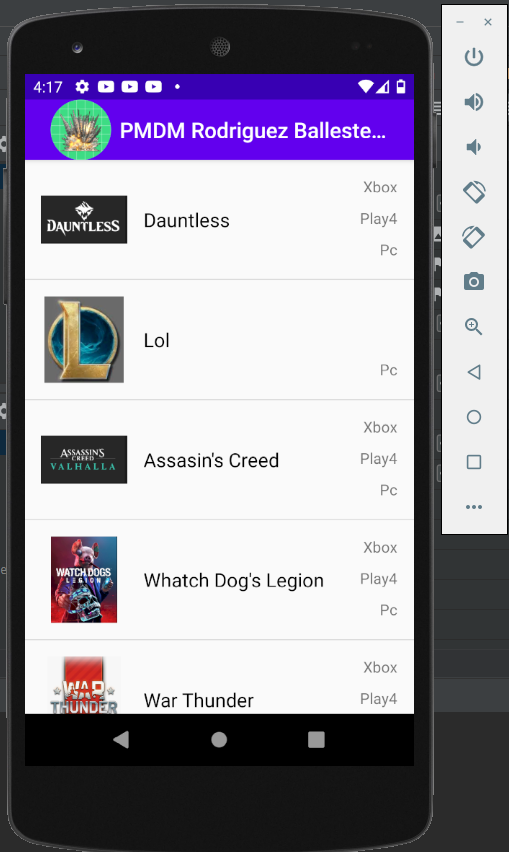 4:17
PMDM Rodriguez Balleste...
DAUNTLESS
Dauntless
Xbox
Play4
Pc
Lol
Pc
ASSASSIN'S
CREED
VALHALLA
Assasin's Creed
Xbox
Play4
Pc
WATCH DOGS
LEGION
Whatch Dog's Legion
Xbox
Play4
Pc
WAR
THUNDER
War Thunder
Xbox
Play4